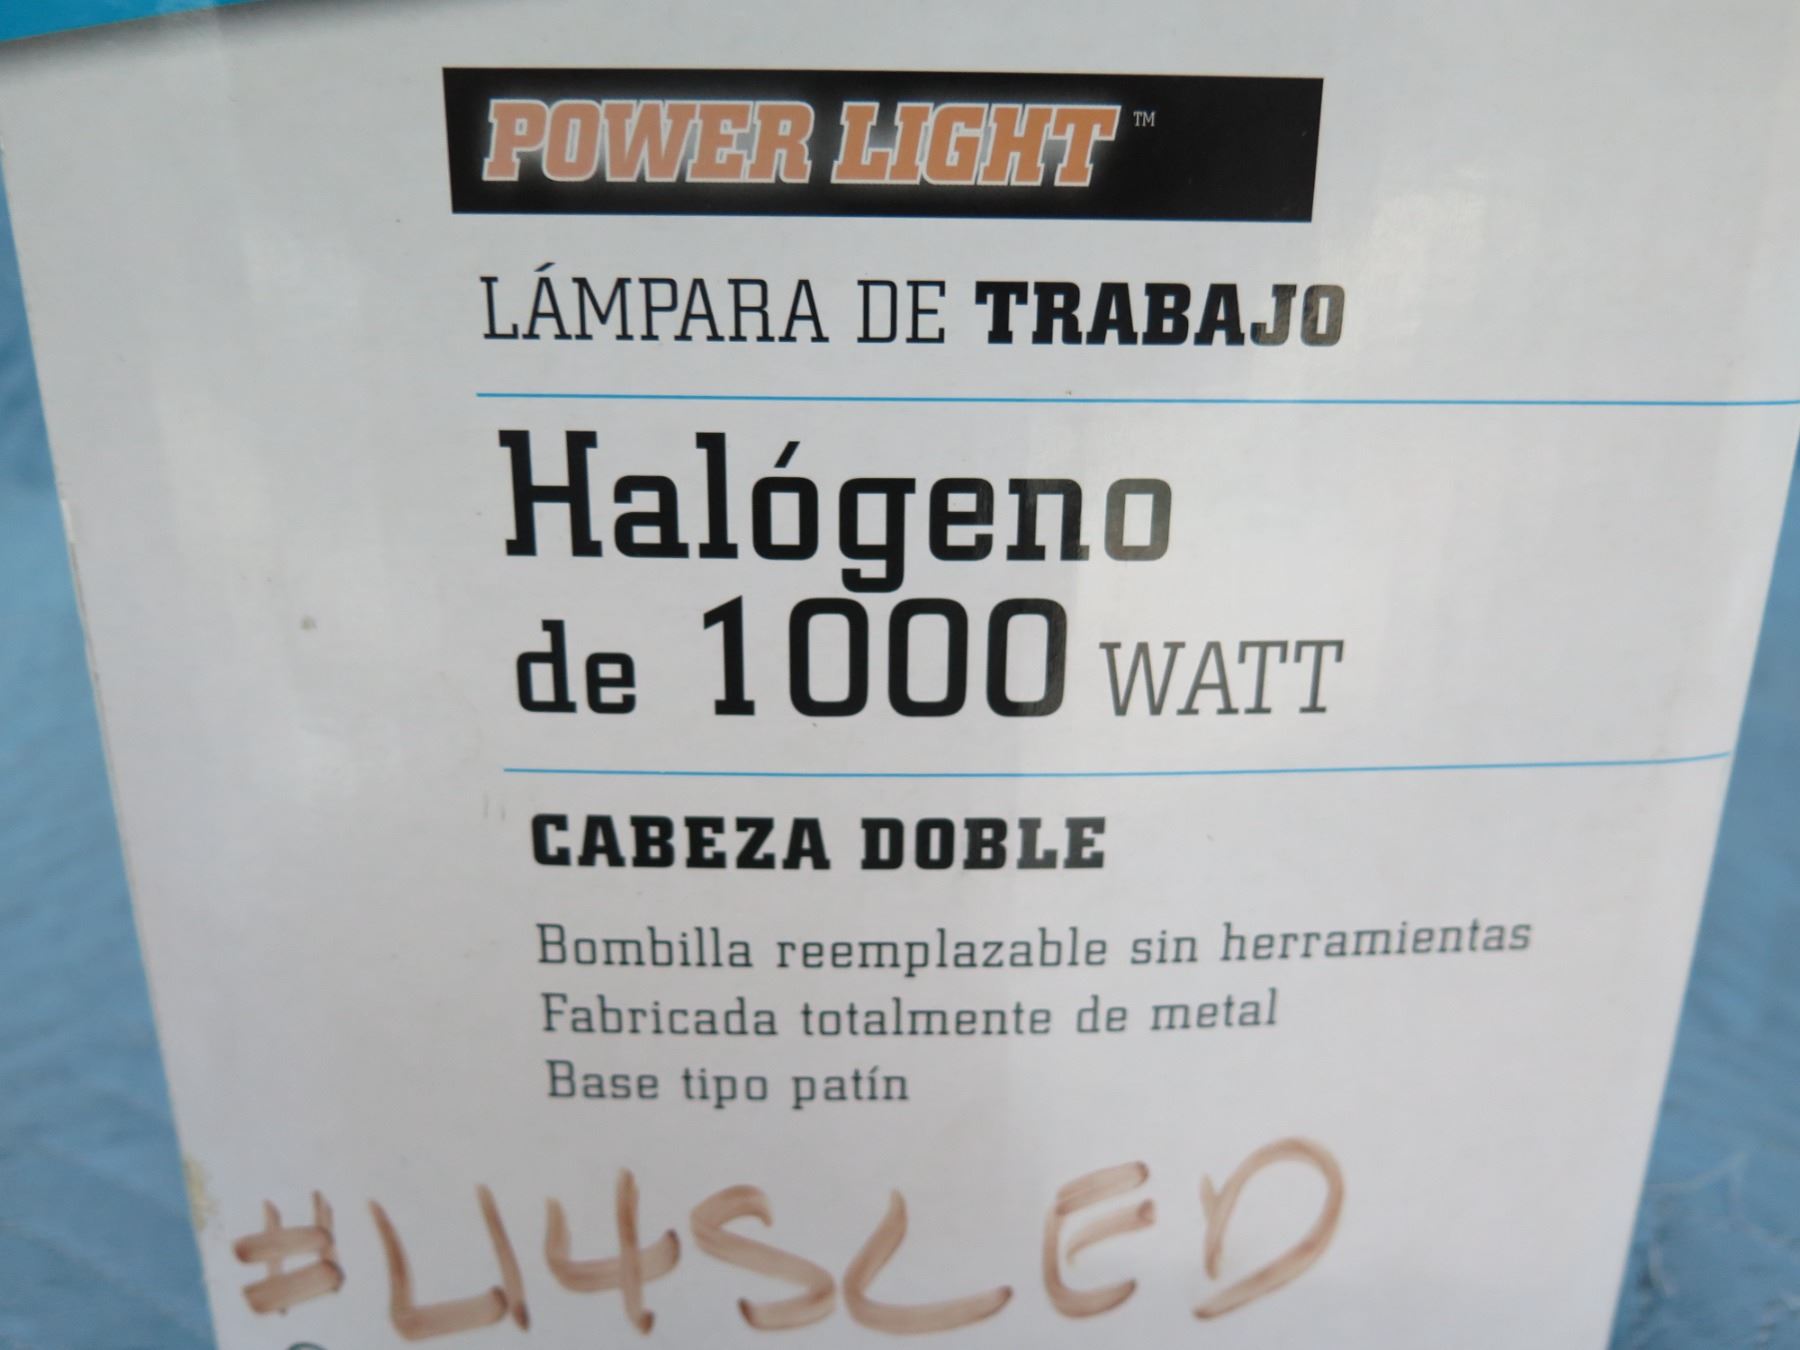 POWER LIGHT™
LÁMPARA DE TRABAJO
Halógeno
de 1000 WATT
CABEZA DOBLE
Bombilla reemplazable sin herramientas
Fabricada totalmente de metal
Base tipo patín
#L14SLED